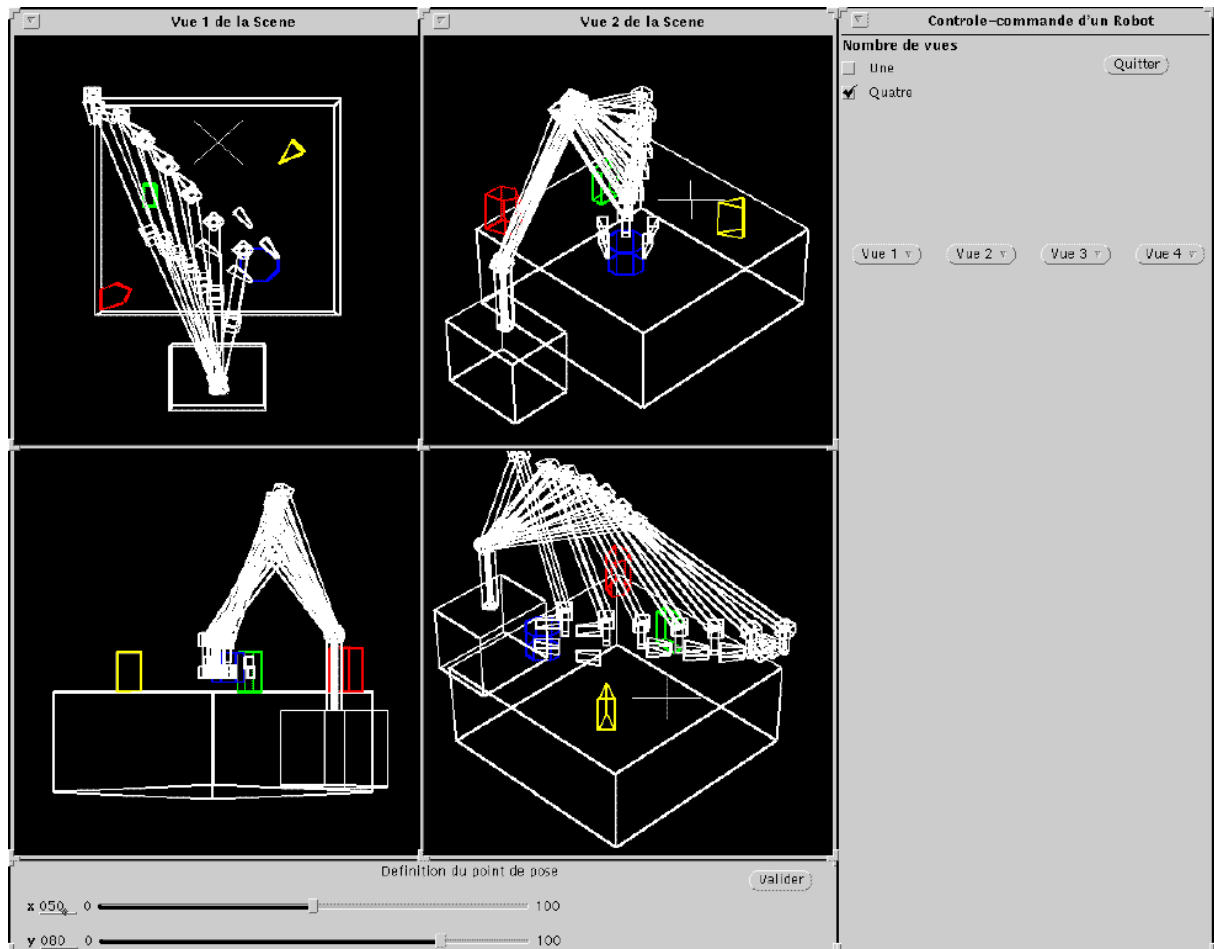 Vue 1 de la Scene
Vue 2 de la Scene
Controle-commande d'un Robot
Nombre de vues
Une
Quitter
Quatre
Vue 1
Vue 2
Vue 3
Vue 4
Definition du point de pose
Valider
x 050 0 100
y 080 0 100